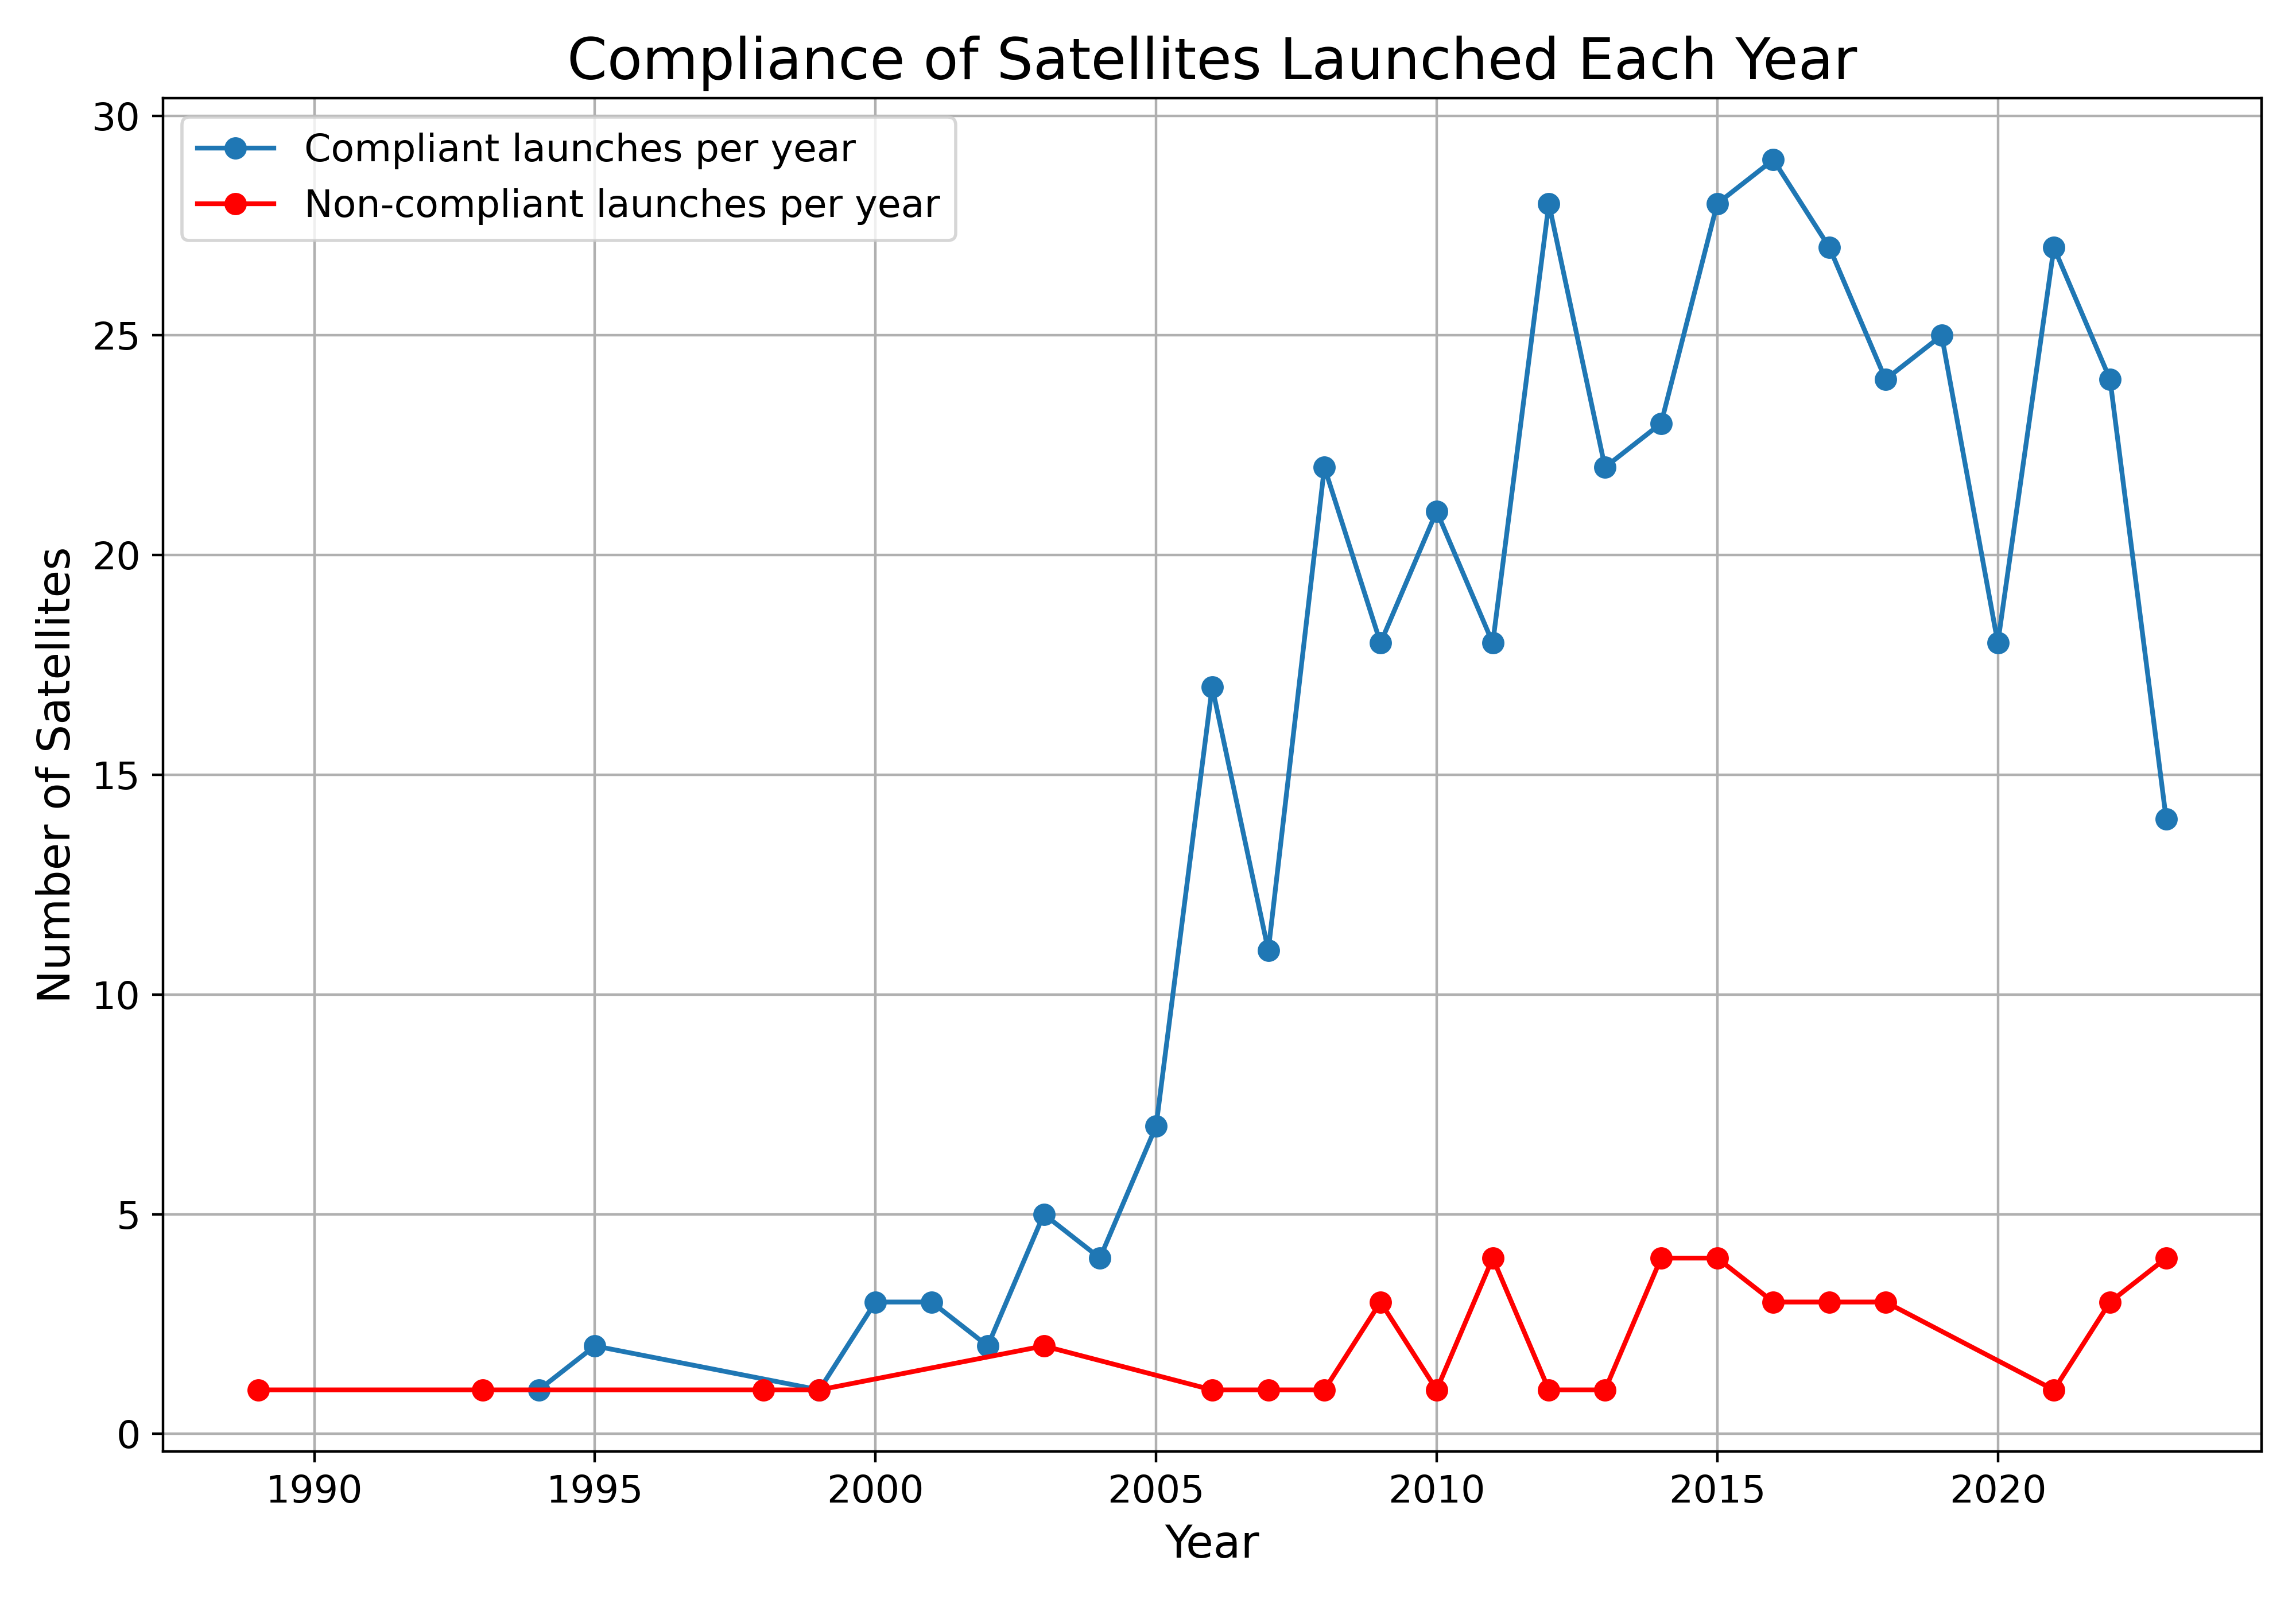 Compliance of Satellites Launched Each Year
Compliant launches per year
Non-compliant launches per year
Number of Satellites
30
25
20
15
10
5
0
1990 1995 2000 2005 2010 2015 2020
Year